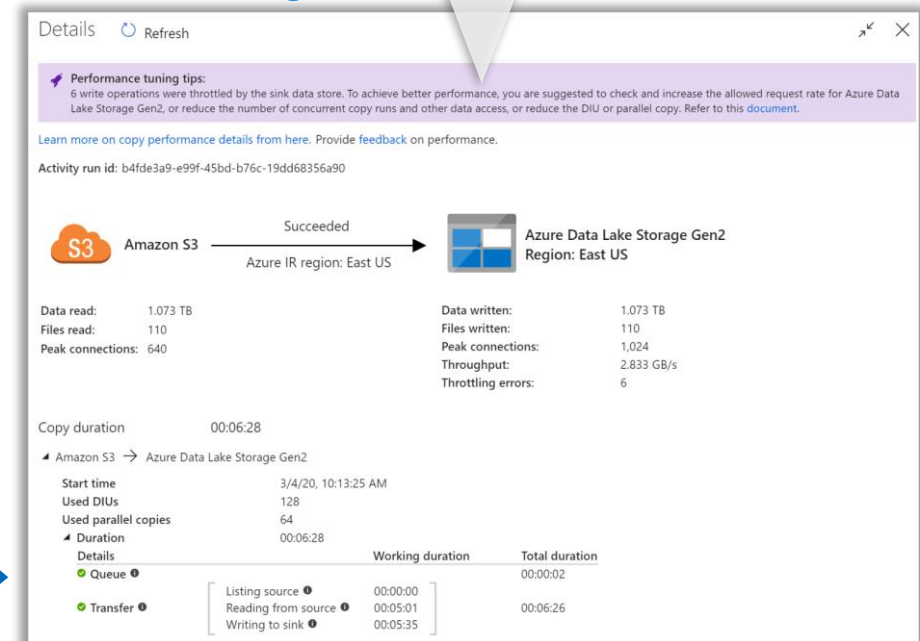 Details Refresh
Performance tuning tips:
6 write operations were throttled by the sink data store. To achieve better performance, you are suggested to check and increase the allowed request rate for Azure Data
Lake Storage Gen2, or reduce the number of concurrent copy runs and other data access, or reduce the DIU or parallel copy. Refer to this document.
Learn more on copy performance details from here. Provide feedback on performance.
Activity run id: b4fde3a9-e99f-45bd-b76c-19dd68356a90
S3 Amazon S3
Succeeded
Azure IR region: East US
Azure Data Lake Storage Gen2
Region: East US
Data read: 1.073 TB
Files read: 110
Peak connections: 640
Data written: 1.073 TB
Files written: 110
Peak connections: 1,024
Throughput: 2.833 GB/s
Throttling errors: 6
Copy duration 00:06:28
Amazon S3 → Azure Data Lake Storage Gen2
Start time 3/4/20, 10:13:25 AM
Used DIUs 128
Used parallel copies 64
Duration 00:06:28
Details Working duration Total duration
Queue 00:00:02
Listing source 00:00:00
Transfer Reading from source 00:05:01 00:06:26
Writing to sink 00:05:35